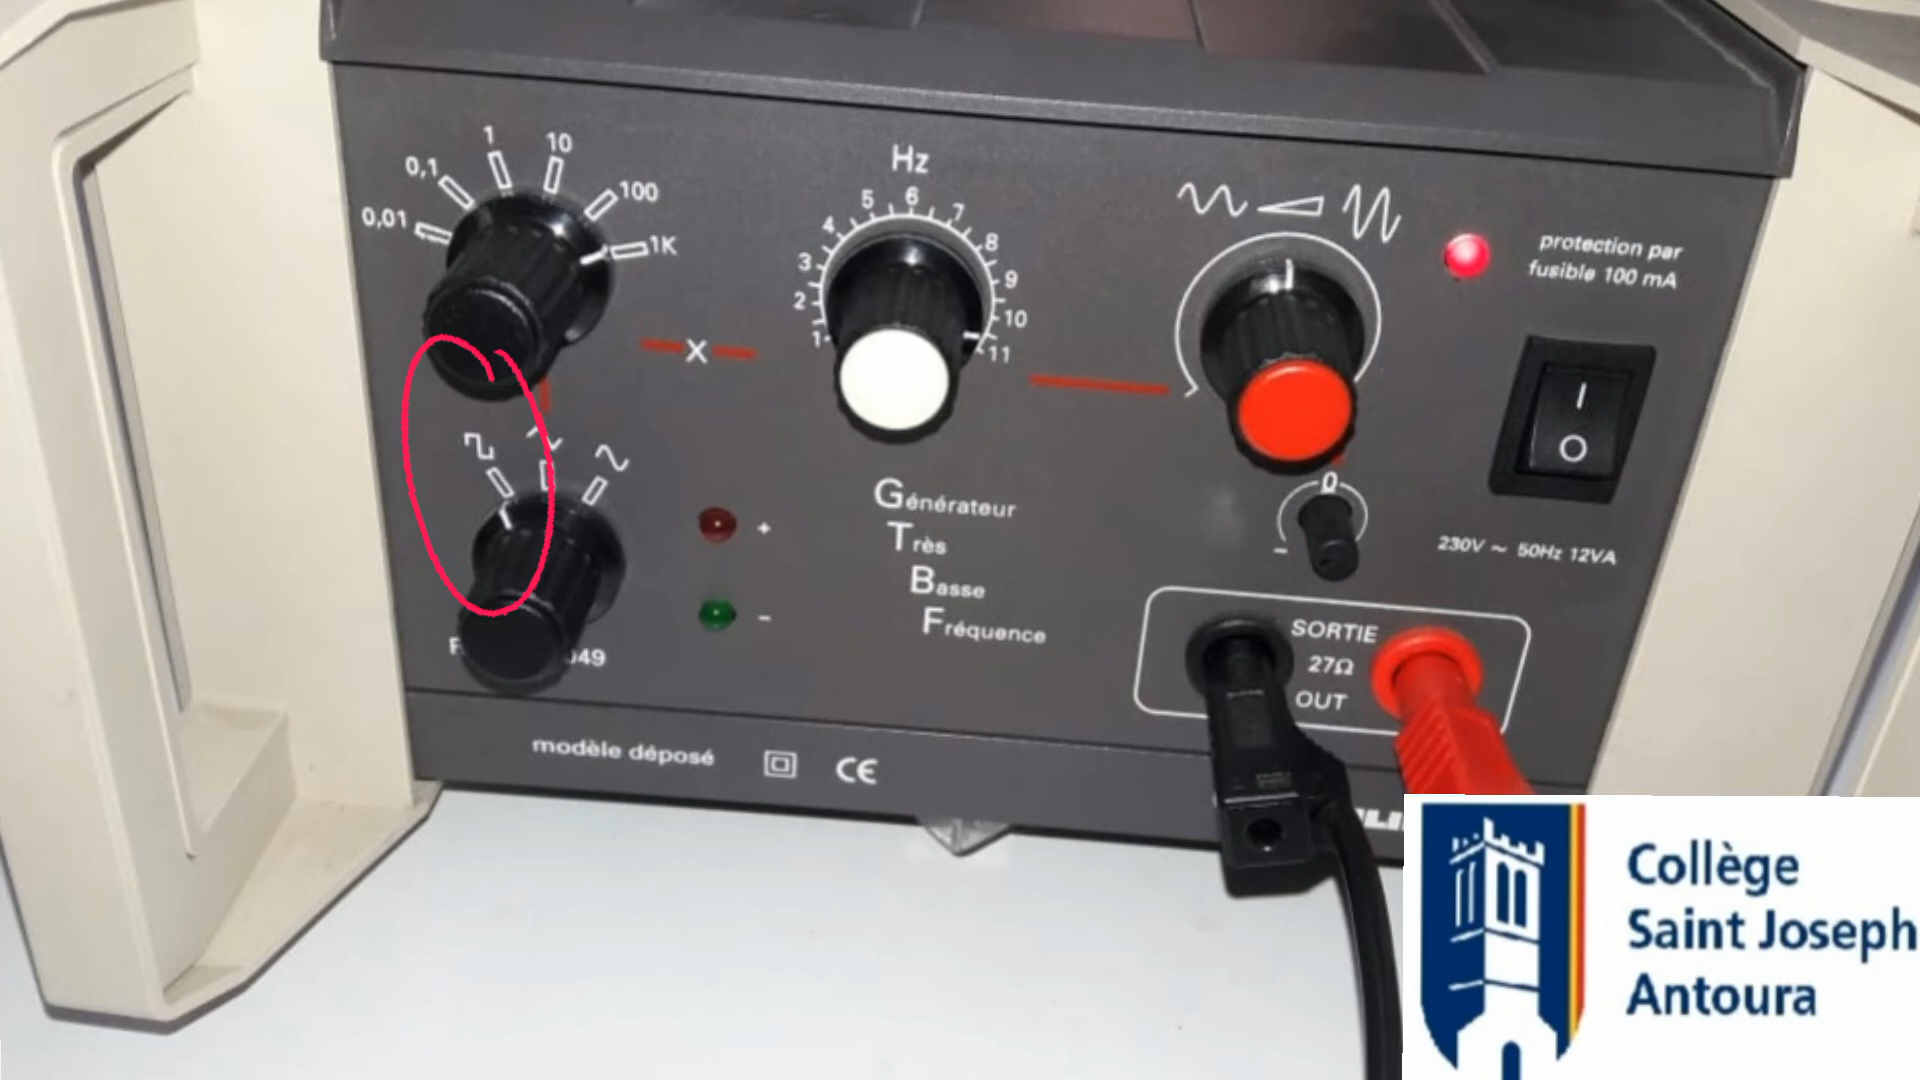 0,01
0,1
1
10
100
1K
X
Hz
1
2
3
4
5
6
7
8
9
10
11
protection par
fusible 100 mA
I
O
230V ~ 50Hz 12VA
+
−
Générateur
Très
Basse
Fréquence
0
−
SORTIE
27Ω
OUT
modèle déposé
CE
Collège
Saint Joseph
Antoura